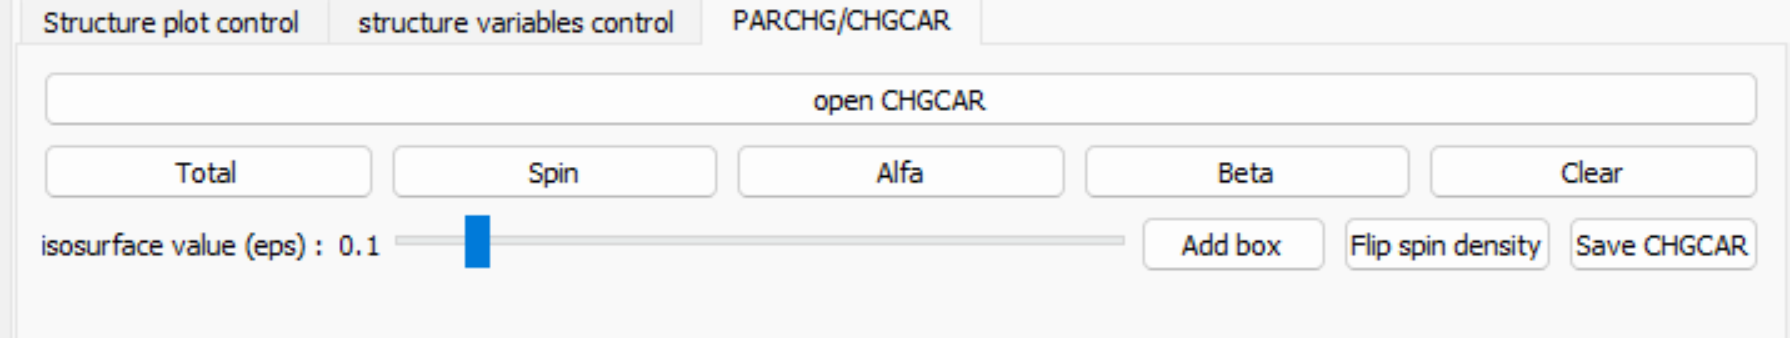 Structure plot control structure variables control PARCHG/CHGCAR
open CHGCAR
Total Spin Alfa Beta Clear
isosurface value (eps) : 0.1 Add box Flip spin density Save CHGCAR